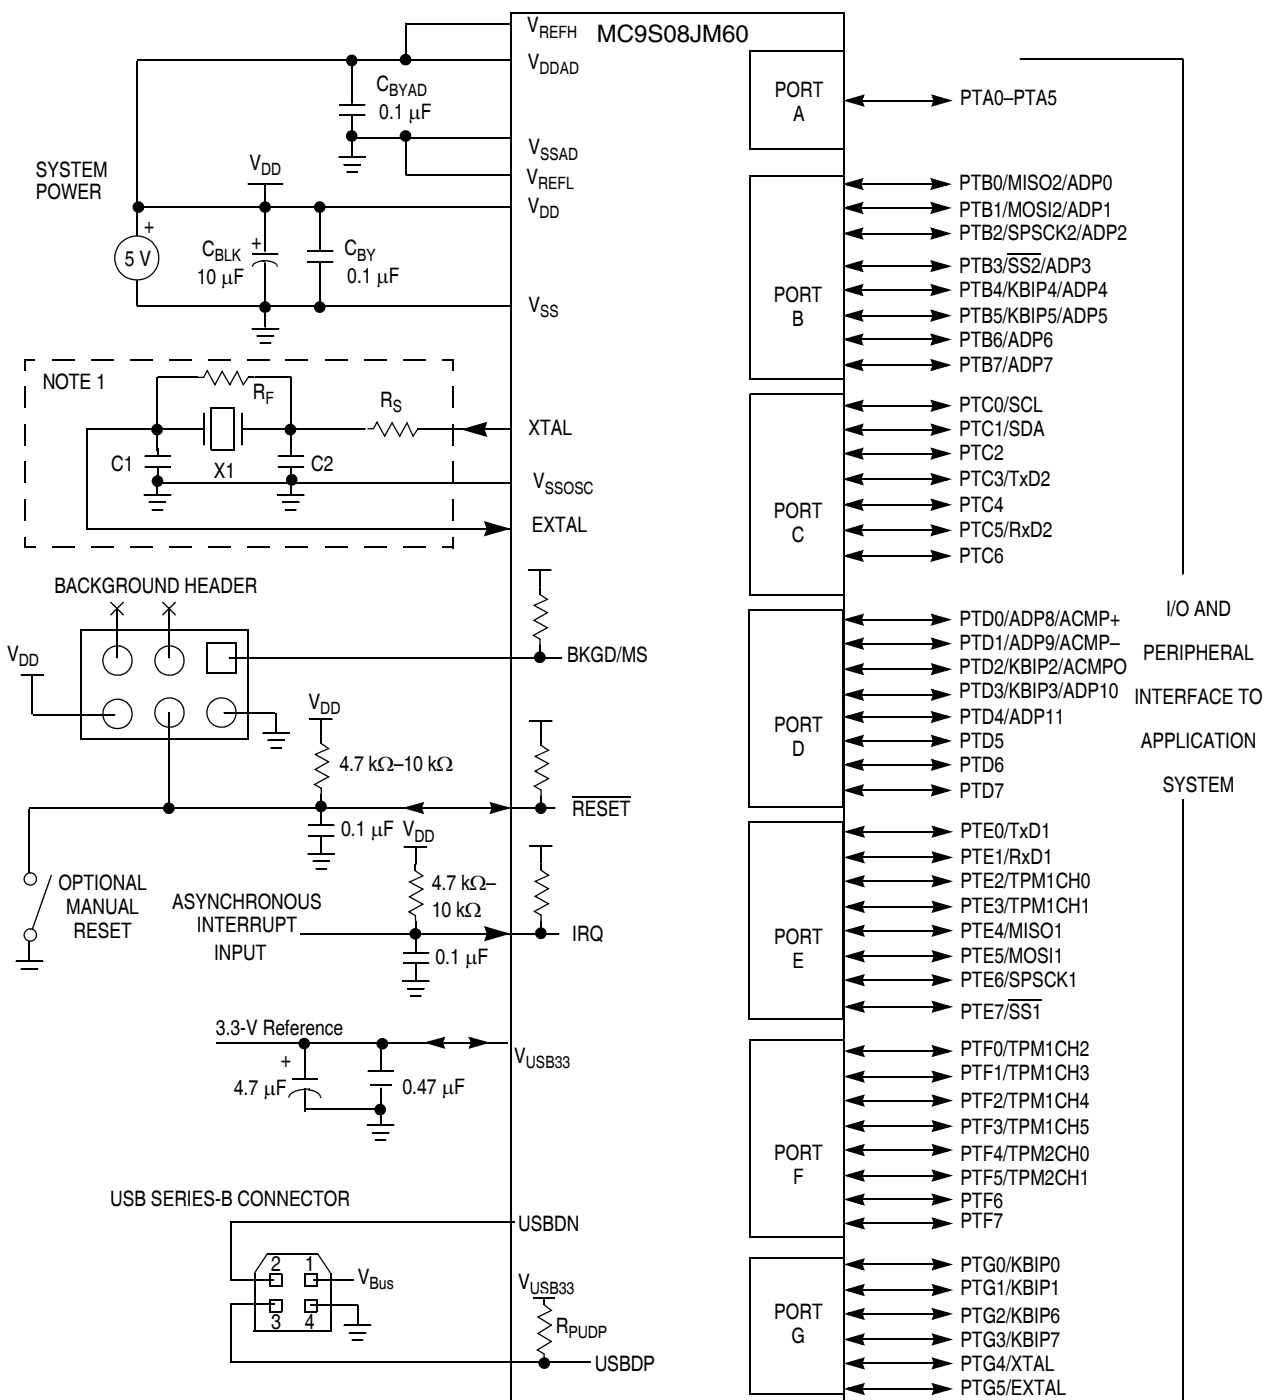 MC9S08JM60
VREFH
VDDAD
CBYAD
0.1 µF
VSSAD
VREFL
SYSTEM
POWER
VDD
VDD
+
5 V
CBLK
+
10 µF
CBY
0.1 µF
VSS
NOTE 1
RF
RS
C1
X1
C2
XTAL
VSSOSC
EXTAL
BACKGROUND HEADER
VDD
BKGD/MS
VDD
4.7 kΩ–10 kΩ
0.1 µF
RESET
OPTIONAL
MANUAL
RESET
VDD
4.7 kΩ–
10 kΩ
ASYNCHRONOUS
INTERRUPT
INPUT
0.1 µF
IRQ
3.3-V Reference
+
4.7 µF
0.47 µF
VUSB33
USB SERIES-B CONNECTOR
USBDN
2 1
3 4
VBus
VUSB33
RPUDP
USBDP
PORT
A
PTA0–PTA5
PORT
B
PTB0/MISO2/ADP0
PTB1/MOSI2/ADP1
PTB2/SPSCK2/ADP2
PTB3/SS2/ADP3
PTB4/KBIP4/ADP4
PTB5/KBIP5/ADP5
PTB6/ADP6
PTB7/ADP7
PORT
C
PTC0/SCL
PTC1/SDA
PTC2
PTC3/TxD2
PTC4
PTC5/RxD2
PTC6
PORT
D
PTD0/ADP8/ACMP+
PTD1/ADP9/ACMP–
PTD2/KBIP2/ACMPO
PTD3/KBIP3/ADP10
PTD4/ADP11
PTD5
PTD6
PTD7
PORT
E
PTE0/TxD1
PTE1/RxD1
PTE2/TPM1CH0
PTE3/TPM1CH1
PTE4/MISO1
PTE5/MOSI1
PTE6/SPSCK1
PTE7/SS1
PORT
F
PTF0/TPM1CH2
PTF1/TPM1CH3
PTF2/TPM1CH4
PTF3/TPM1CH5
PTF4/TPM2CH0
PTF5/TPM2CH1
PTF6
PTF7
PORT
G
PTG0/KBIP0
PTG1/KBIP1
PTG2/KBIP6
PTG3/KBIP7
PTG4/XTAL
PTG5/EXTAL
I/O AND
PERIPHERAL
INTERFACE TO
APPLICATION
SYSTEM